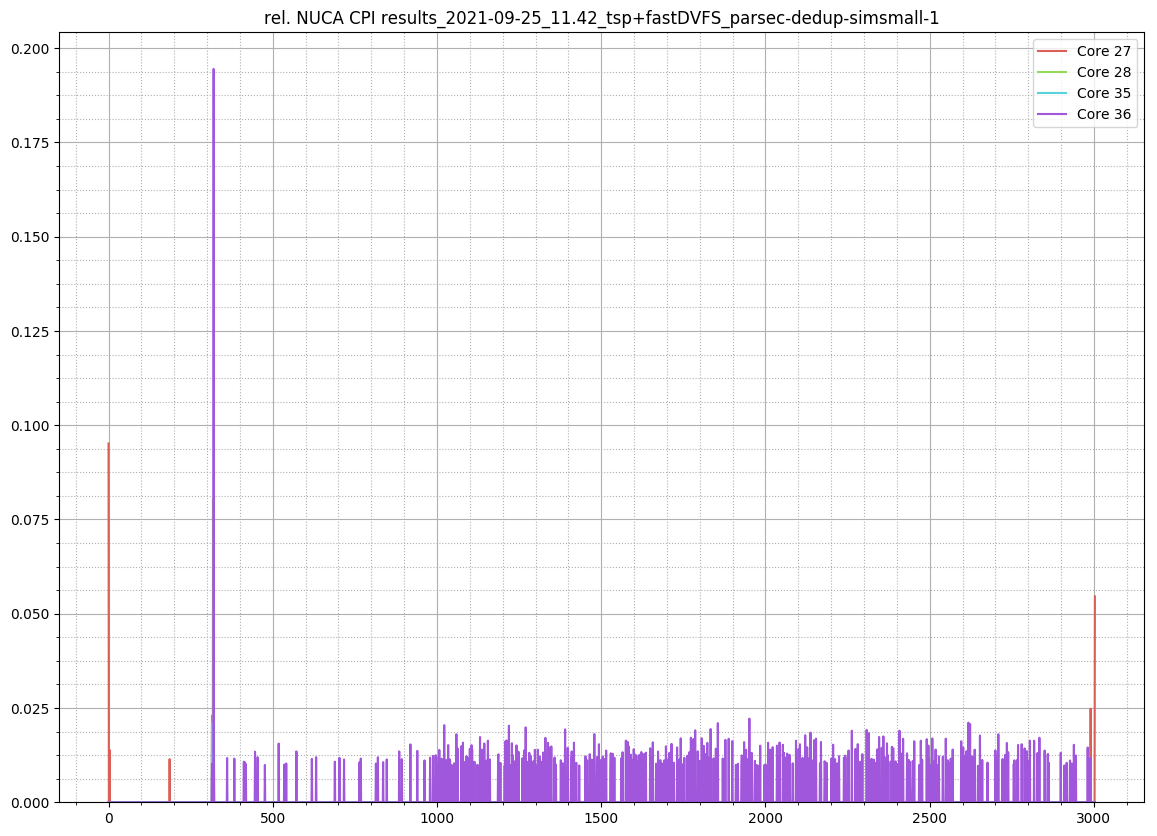 rel. NUCA CPI results_2021-09-25_11.42_tsp+fastDVFS_parsec-dedup-simsmall-1
Core 27
Core 28
Core 35
Core 36
0.200
0.175
0.150
0.125
0.100
0.075
0.050
0.025
0.000
0 500 1000 1500 2000 2500 3000